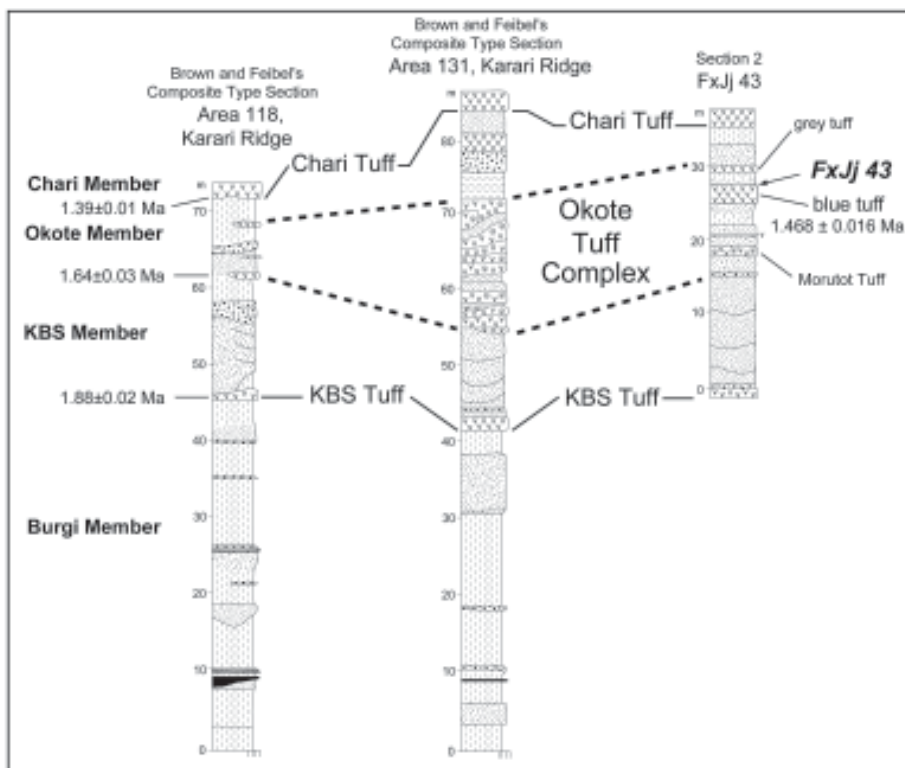 Brown and Feibel's
Composite Type Section
Area 118,
Karari Ridge
Brown and Feibel's
Composite Type Section
Area 131, Karari Ridge
Section 2
FxJj 43
Chari Member
1.39±0.01 Ma
Okote Member
1.64±0.03 Ma
KBS Member
1.88±0.02 Ma
Burgi Member
m
70
60
50
40
30
20
10
0
Chari Tuff
KBS Tuff
m
80
70
60
50
40
30
20
10
0
Chari Tuff
Okote
Tuff
Complex
KBS Tuff
m
30
20
10
0
grey tuff
FxJj 43
blue tuff
1.468 ± 0.016 Ma
Morutot Tuff